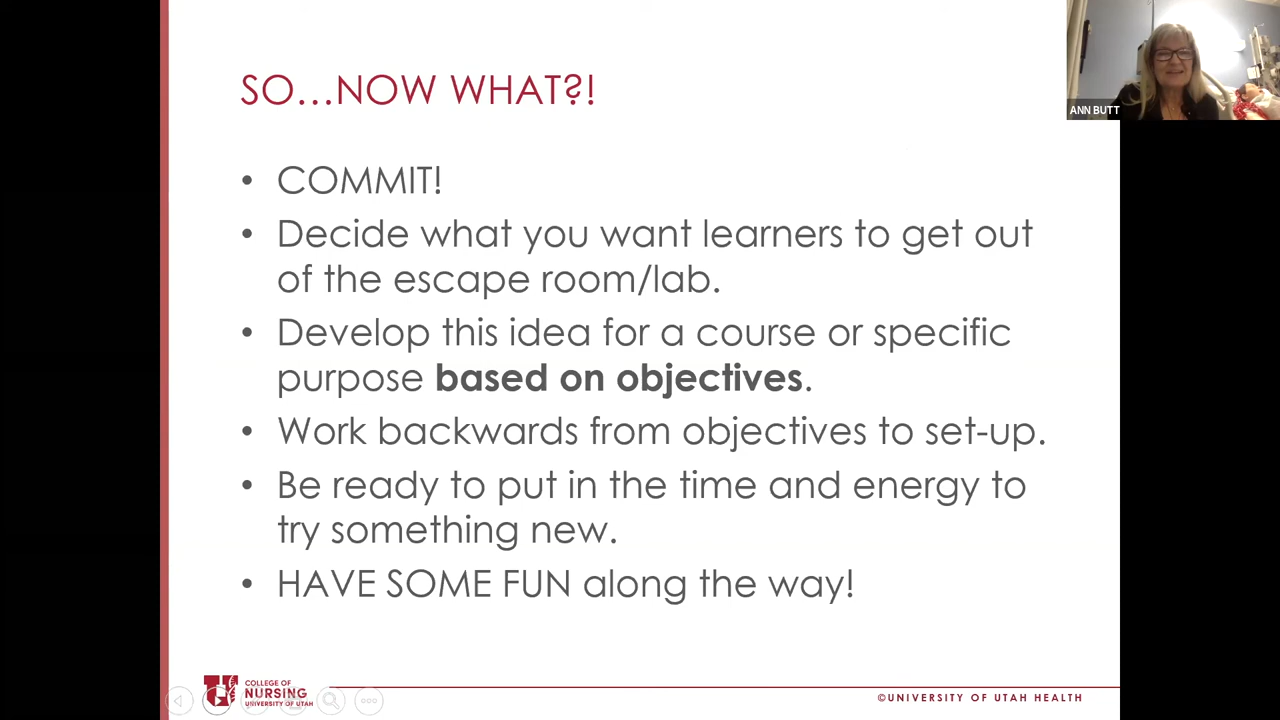 SO...NOW WHAT?!
ANN BUTT
• COMMIT!
• Decide what you want learners to get out
of the escape room/lab.
• Develop this idea for a course or specific
purpose based on objectives.
• Work backwards from objectives to set-up.
• Be ready to put in the time and energy to
try something new.
• HAVE SOME FUN along the way!
COLLEGE OF
NURSING
UNIVERSITY OF UTAH
©UNIVERSITY OF UTAH HEALTH